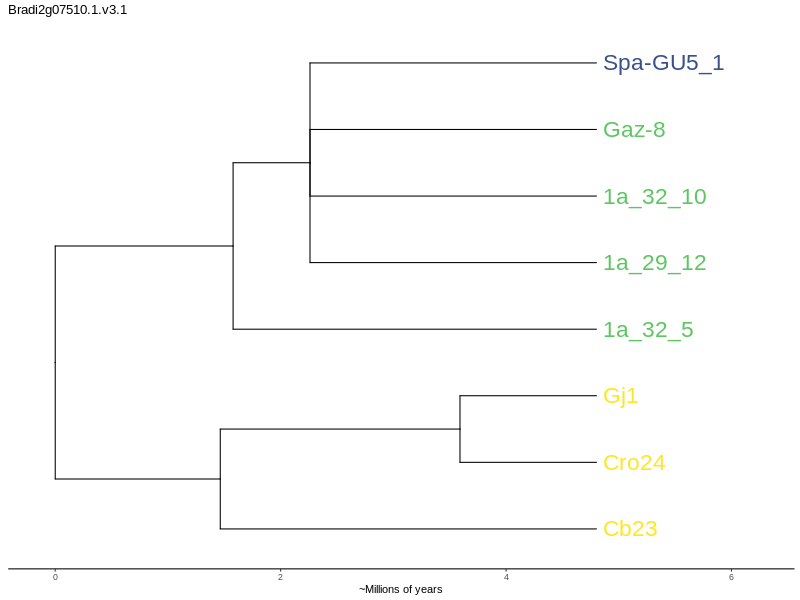 Bradi2g07510.1.v3.1
Spa-GU5_1
Gaz-8
1a_32_10
1a_29_12
1a_32_5
Gj1
Cro24
Cb23
0 2 4 6
~Millions of years